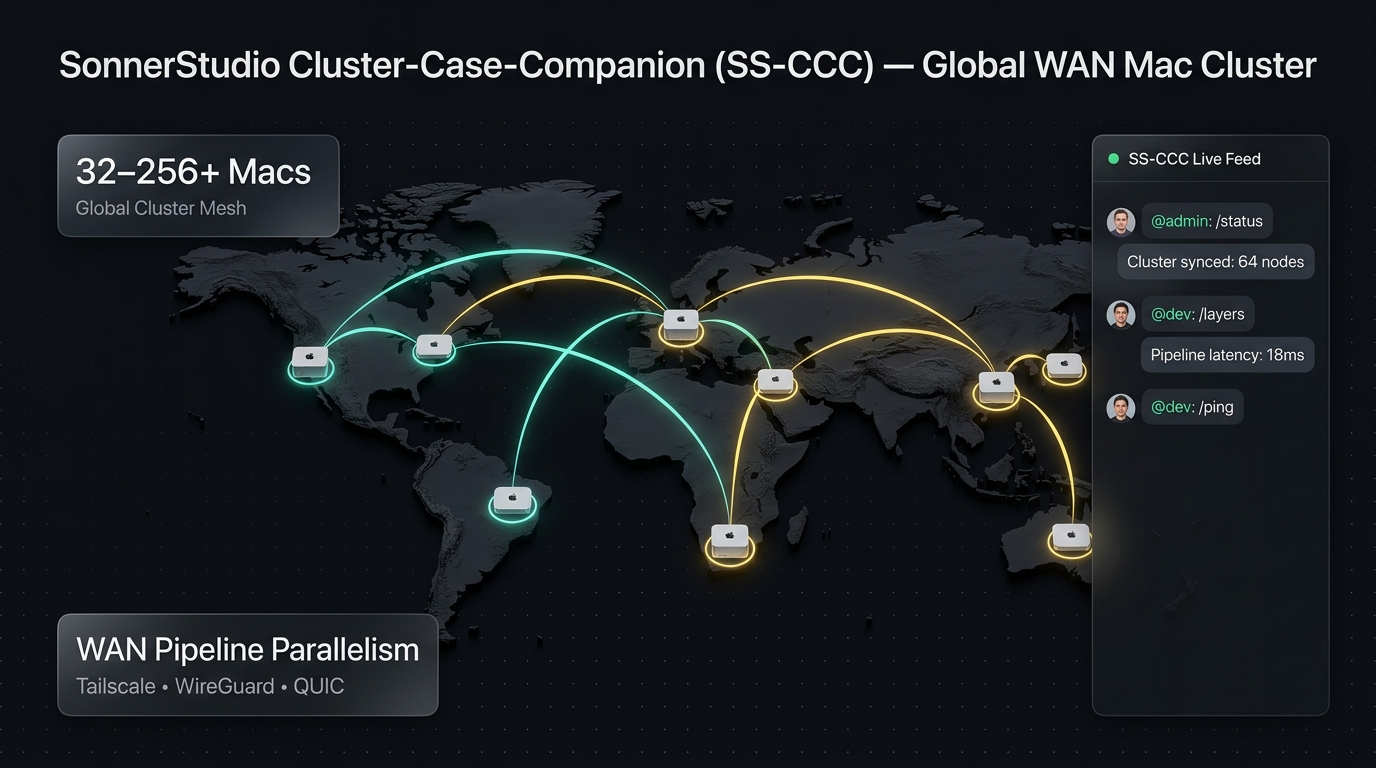 SonnerStudio Cluster-Case-Companion (SS-CCC) — Global WAN Mac Cluster
32–256+ Macs
Global Cluster Mesh
SS-CCC Live Feed
@admin: /status
Cluster synced: 64 nodes
@dev: /layers
Pipeline latency: 18ms
@dev: /ping
WAN Pipeline Parallelism
Tailscale • WireGuard • QUIC